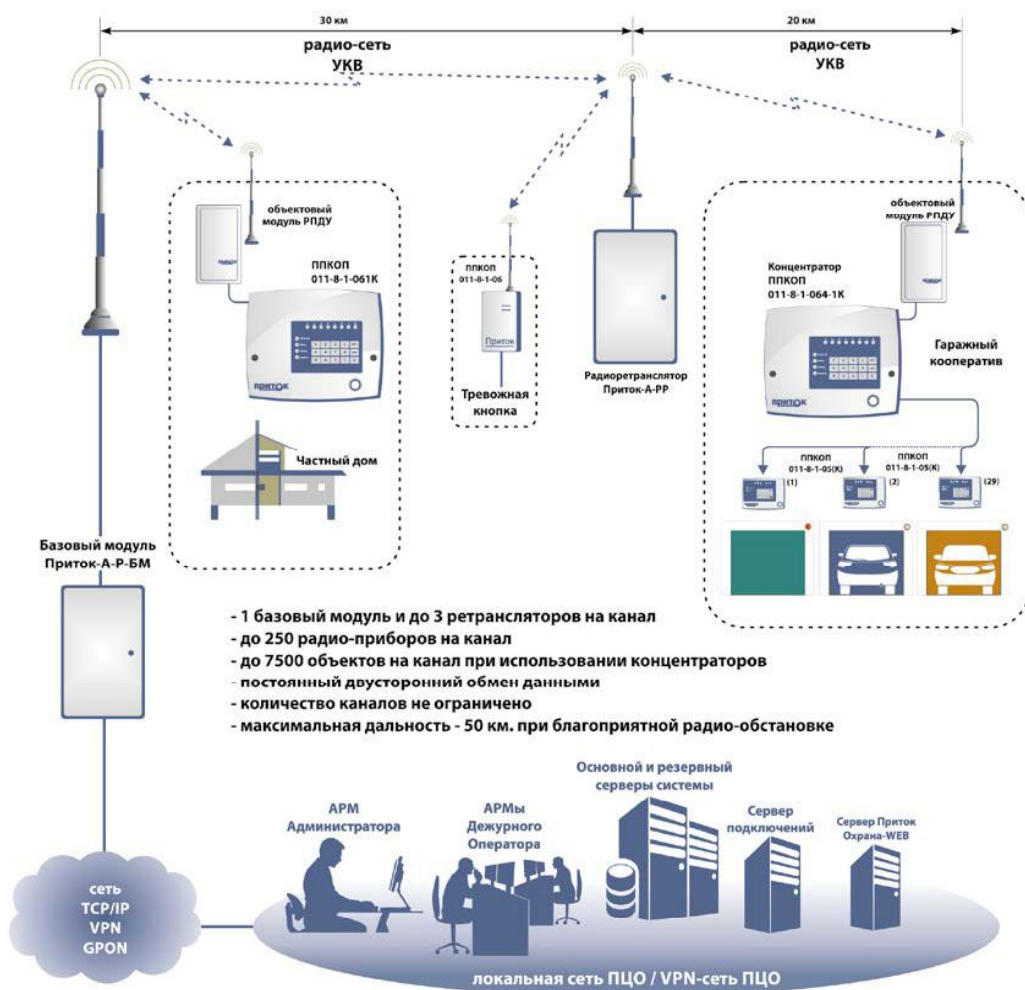 30 км
20 км
радио-сеть
УКВ
радио-сеть
УКВ
объектовый
модуль РПДУ
ППКОП
011-8-1-061К
ПРИТОК
ППКОП
011-8-1-06
Приток
Тревожная
кнопка
Радиоретранслятор
Приток-А-РР
объектовый
модуль РПДУ
Концентратор
ППКОП
011-8-1-064-1К
ПРИТОК
Гаражный
кооператив
ППКОП
011-8-1-05(К)
ППКОП
011-8-1-05(К)
(1)
(2)
(29)
Частный дом
Базовый модуль
Приток-А-Р-БМ
- 1 базовый модуль и до 3 ретрансляторов на канал
- до 250 радио-приборов на канал
- до 7500 объектов на канал при использовании концентраторов
- постоянный двусторонний обмен данными
- количество каналов не ограничено
- максимальная дальность - 50 км. при благоприятной радио-обстановке
АРМ
Администратора
АРМы
Дежурного
Оператора
Основной и резервный
серверы системы
Сервер
подключений
Сервер Приток
Охрана-WEB
сеть
TCP/IP
VPN
GPON
локальная сеть ПЦО / VPN-сеть ПЦО